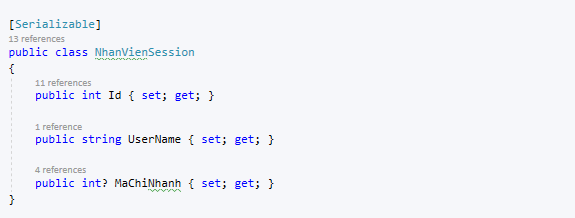 [Serializable]
13 references
public class NhanVienSession
{
11 references
public int Id { set; get; }
1 reference
public string UserName { set; get; }
4 references
public int? MaChiNhanh { set; get; }
}